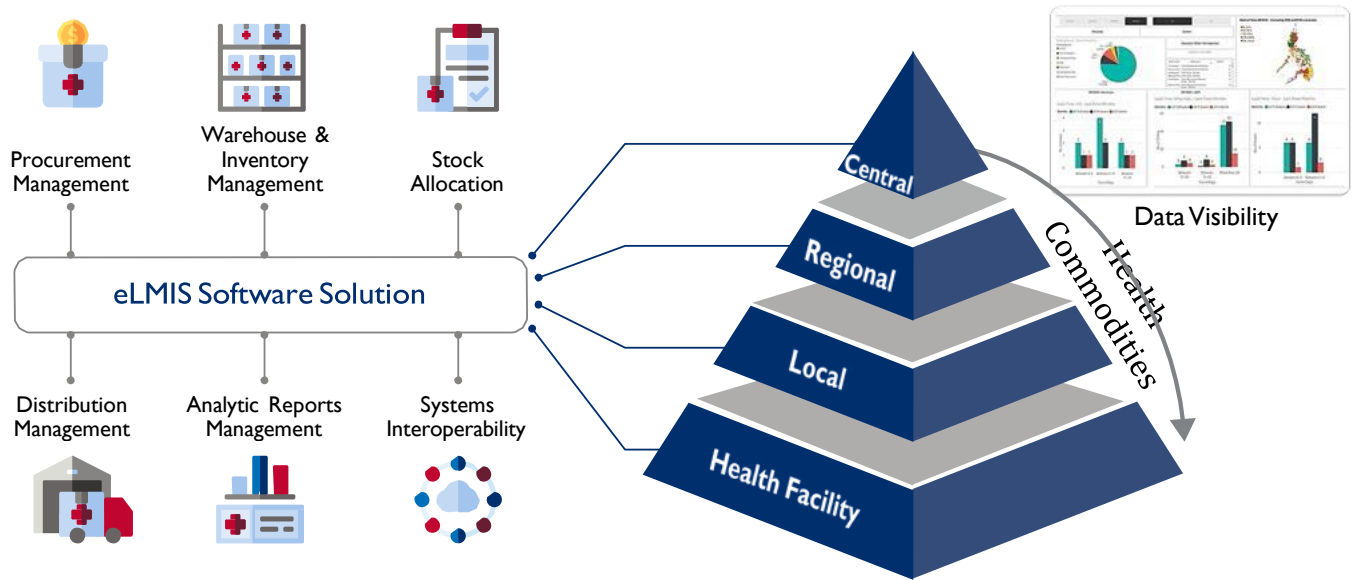 Procurement
Management
Warehouse &
Inventory
Management
Stock
Allocation
eLMIS Software Solution
Distribution
Management
Analytic Reports
Management
Systems
Interoperability
Central
Regional
Local
Health Facility
Health
Commodities
Data Visibility